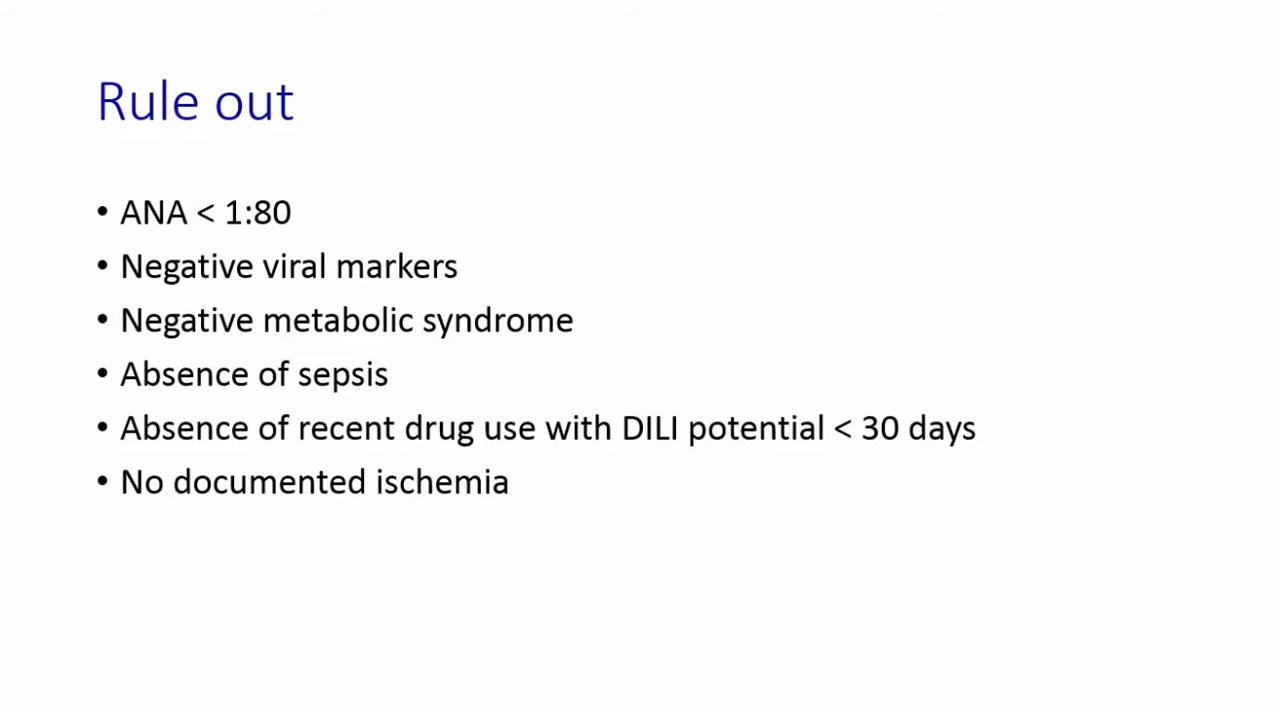 Rule out
• ANA < 1:80
• Negative viral markers
• Negative metabolic syndrome
• Absence of sepsis
• Absence of recent drug use with DILI potential < 30 days
• No documented ischemia